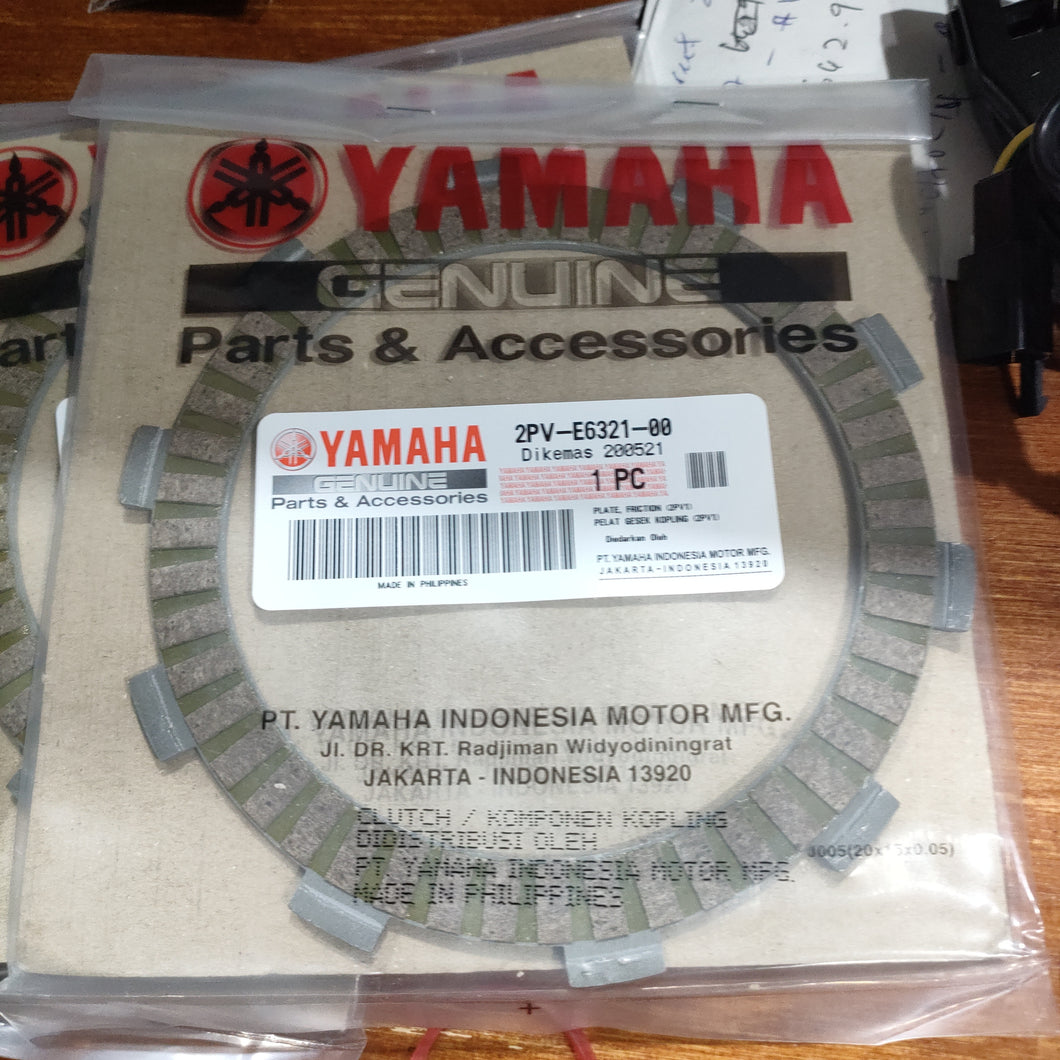 YAMAHA
GENUINE
Parts & Accessories
YAMAHA
GENUINE
Parts & Accessories
2PV-E6321-00
Dikemas 200521
1 PC
PLATE, FRICTION (2PV1)
PELAT GESEK KOPLING (2PV1)
Diedarkan Oleh
PT. YAMAHA INDONESIA MOTOR MFG.
JAKARTA-INDONESIA 13920
MADE IN PHILIPPINES
PT. YAMAHA INDONESIA MOTOR MFG.
Jl. DR. KRT. Radjiman Widyodiningrat
JAKARTA - INDONESIA 13920
CLUTCH / KOMPONEN KOPLING
DIDISTRIBUSI OLEH
PT. YAMAHA INDONESIA MOTOR MFG.
MADE IN PHILIPPINES